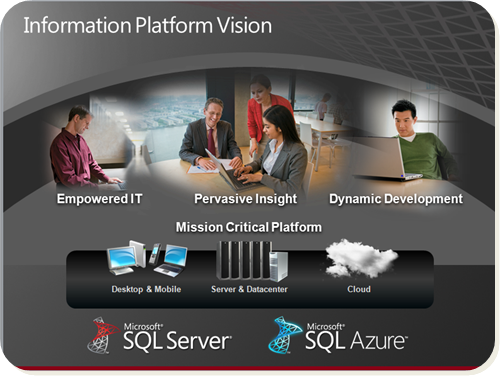 Information Platform Vision
Empowered IT
Pervasive Insight
Dynamic Development
Mission Critical Platform
Desktop & Mobile
Server & Datacenter
Cloud
Microsoft®
SQL Server™
Microsoft®
SQL Azure™